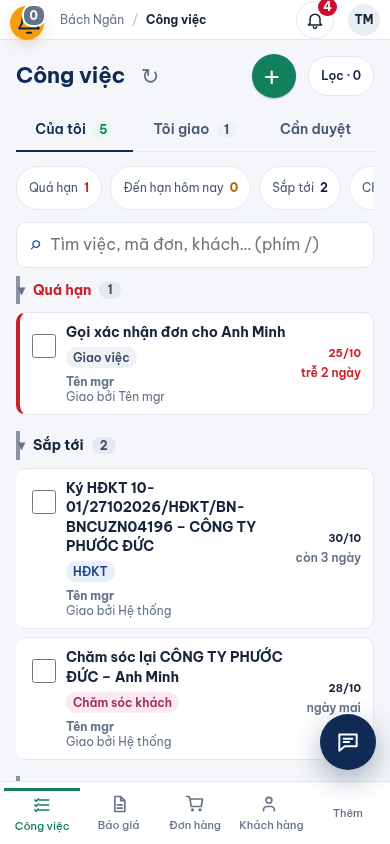 0
Bách Ngân / Công việc
4
TM
Công việc ↻
+
Lọc · 0
Của tôi 5
Tôi giao 1
Cần duyệt
Quá hạn 1
Đến hạn hôm nay 0
Sắp tới 2
Tìm việc, mã đơn, khách... (phím /)
▾ Quá hạn 1
Gọi xác nhận đơn cho Anh Minh
Giao việc
Tên mgr
Giao bởi Tên mgr
25/10
trễ 2 ngày
▾ Sắp tới 2
Ký HĐKT 10-
01/27102026/HĐKT/BN-
BNCUZN04196 – CÔNG TY
PHƯỚC ĐỨC
HĐKT
Tên mgr
Giao bởi Hệ thống
30/10
còn 3 ngày
Chăm sóc lại CÔNG TY PHƯỚC
ĐỨC – Anh Minh
Chăm sóc khách
Tên mgr
Giao bởi Hệ thống
28/10
ngày mai
Công việc
Báo giá
Đơn hàng
Khách hàng
Thêm